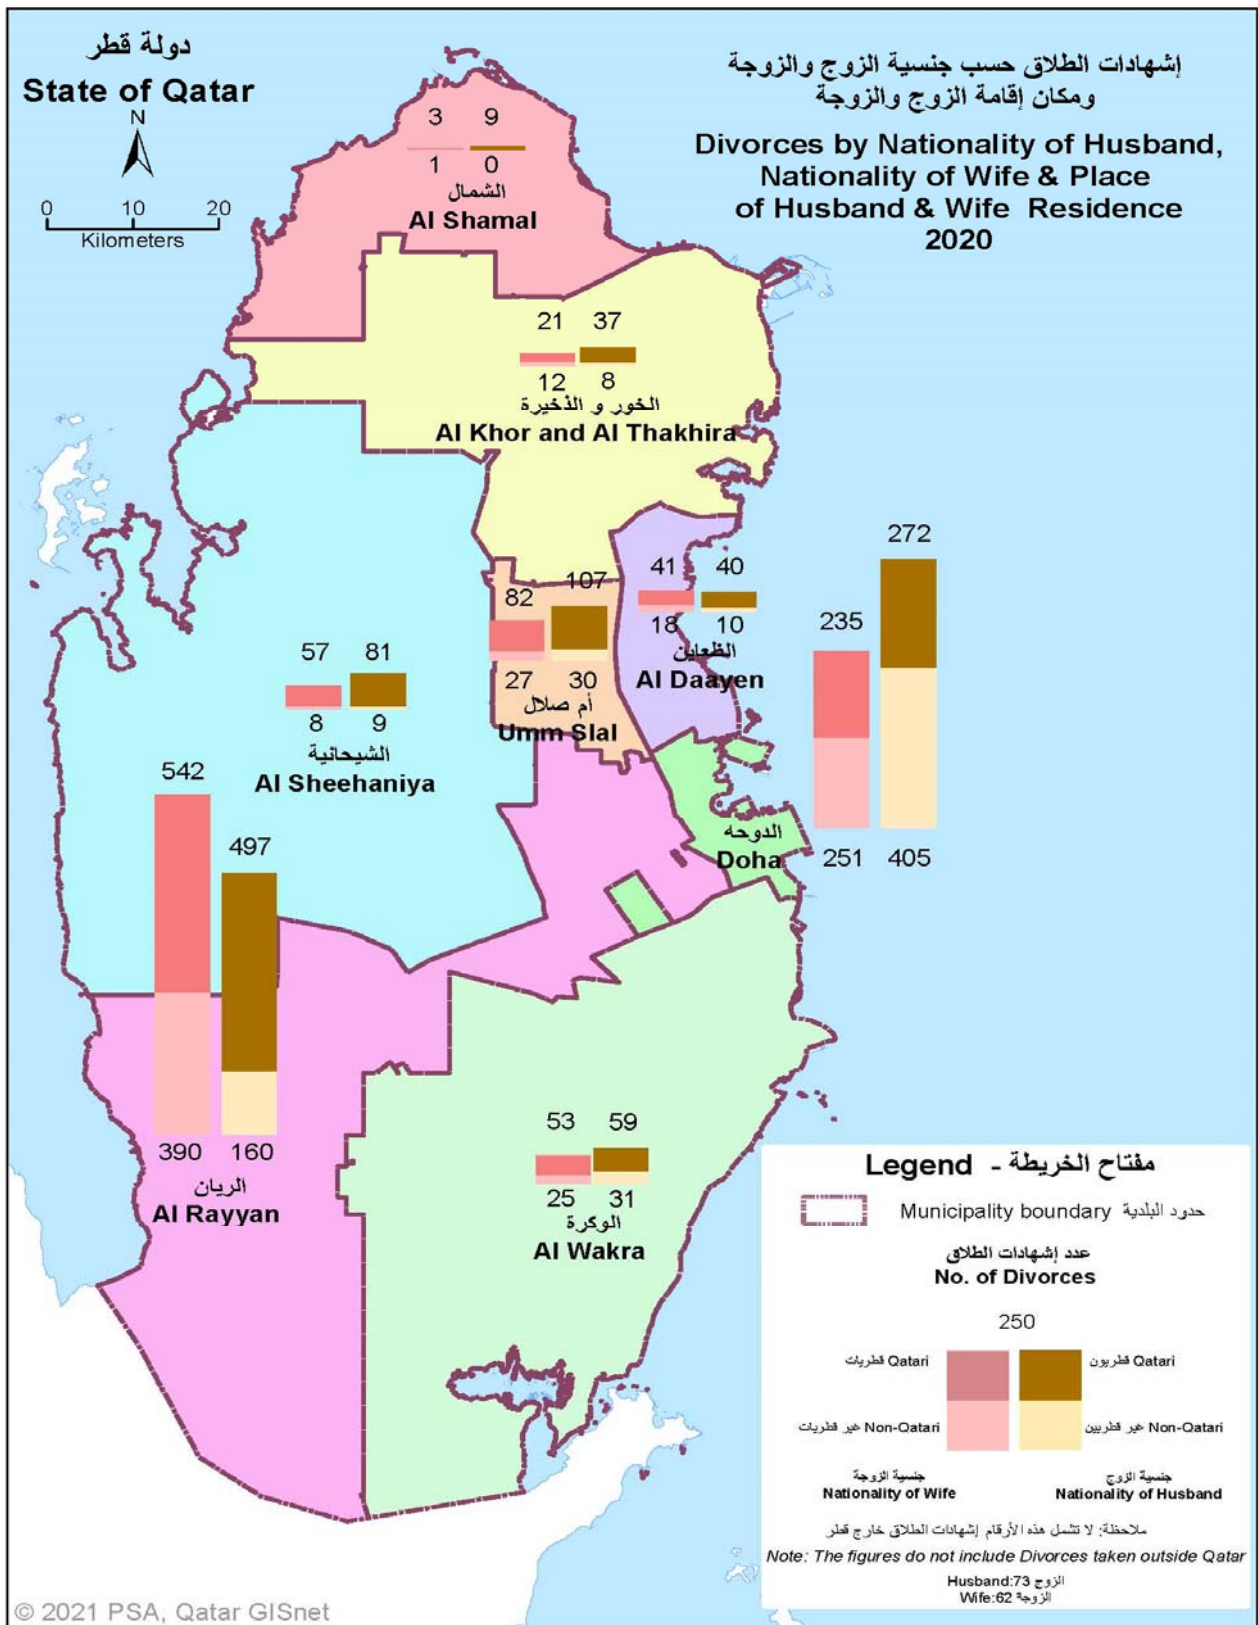 دولة قطر
State of Qatar
N
0 10 20
Kilometers
إشهادات الطلاق حسب جنسية الزوج والزوجة
ومكان إقامة الزوج والزوجة
Divorces by Nationality of Husband,
Nationality of Wife & Place
of Husband & Wife Residence
2020
3 9
1 0
الشمال
Al Shamal
21 37
12 8
الخور و الذخيرة
Al Khor and Al Thakhira
41 40
18 10
الظعاين
Al Daayen
82 107
27 30
أم صلال
Umm Slal
57 81
8 9
الشيحانية
Al Sheehaniya
272
235
251 405
الدوحه
Doha
542
497
390 160
الريان
Al Rayyan
53 59
25 31
الوكرة
Al Wakra
Legend - مفتاح الخريطة
Municipality boundary حدود البلدية
عدد إشهادات الطلاق
No. of Divorces
250
قطريات Qatari
قطريون Qatari
غير قطريات Non-Qatari
غير قطريين Non-Qatari
جنسية الزوجة
Nationality of Wife
جنسية الزوج
Nationality of Husband
ملاحظة: لا تشمل هذه الأرقام إشهادات الطلاق خارج قطر
Note: The figures do not include Divorces taken outside Qatar
Husband:73 الزوج
Wife:62 الزوجة
© 2021 PSA, Qatar GISnet